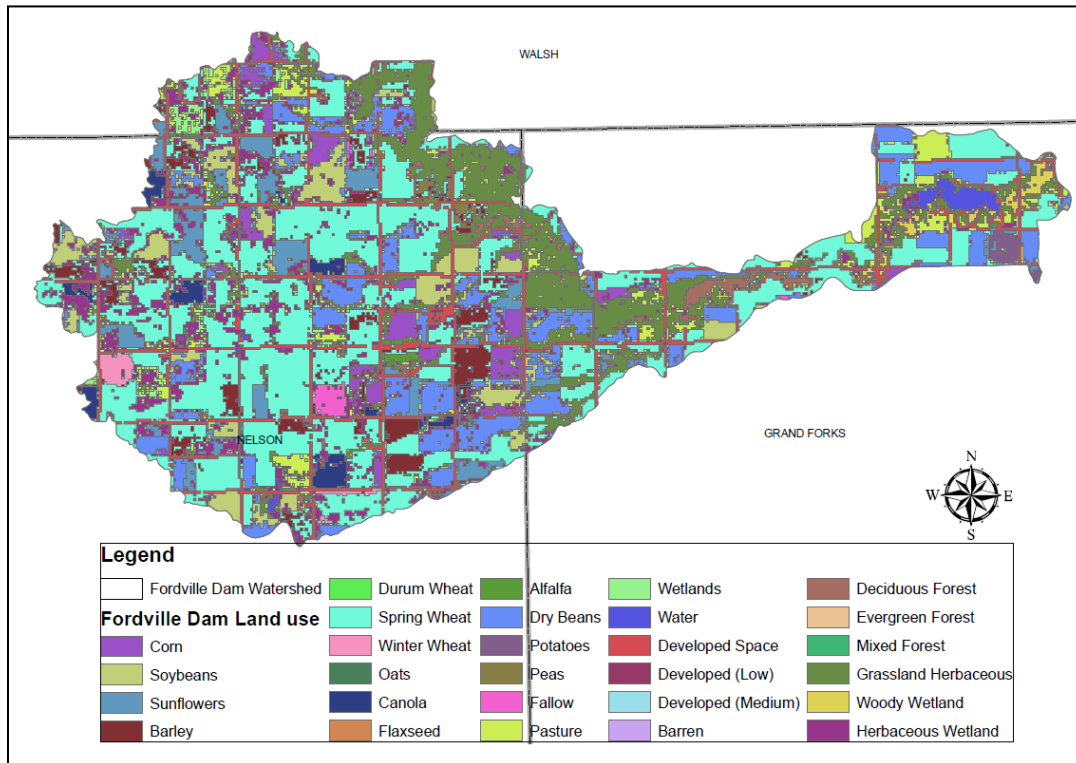 WALSH
NELSON
GRAND FORKS
N
W E
S
Legend
Fordville Dam Watershed
Fordville Dam Land use
Corn
Soybeans
Sunflowers
Barley
Durum Wheat
Spring Wheat
Winter Wheat
Oats
Canola
Flaxseed
Alfalfa
Dry Beans
Potatoes
Peas
Fallow
Pasture
Wetlands
Water
Developed Space
Developed (Low)
Developed (Medium)
Barren
Deciduous Forest
Evergreen Forest
Mixed Forest
Grassland Herbaceous
Woody Wetland
Herbaceous Wetland